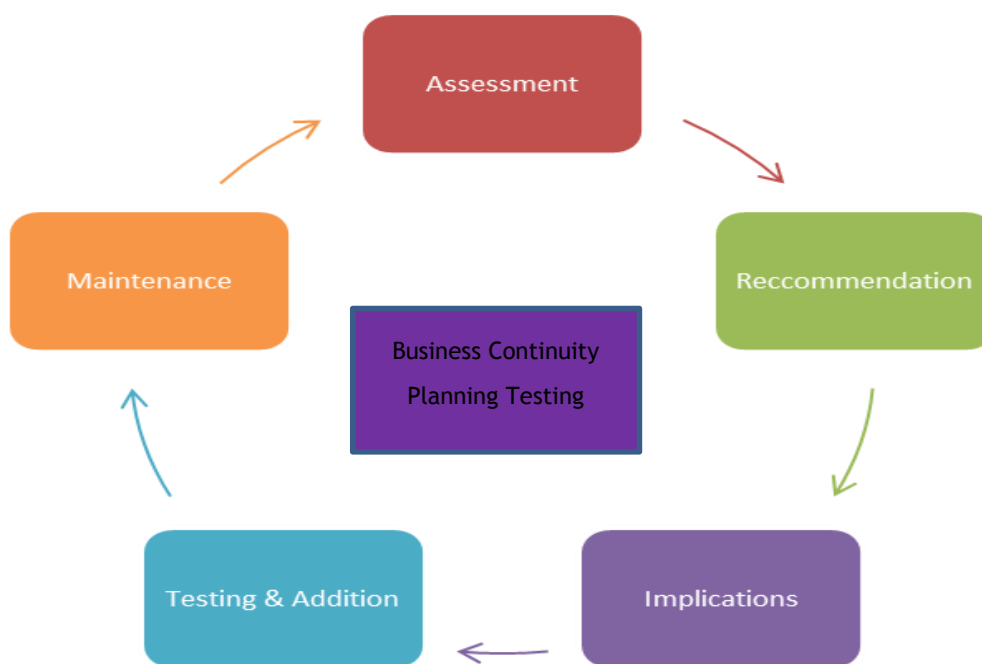 Assessment
Reccommendation
Implications
Testing & Addition
Maintenance
Business Continuity
Planning Testing